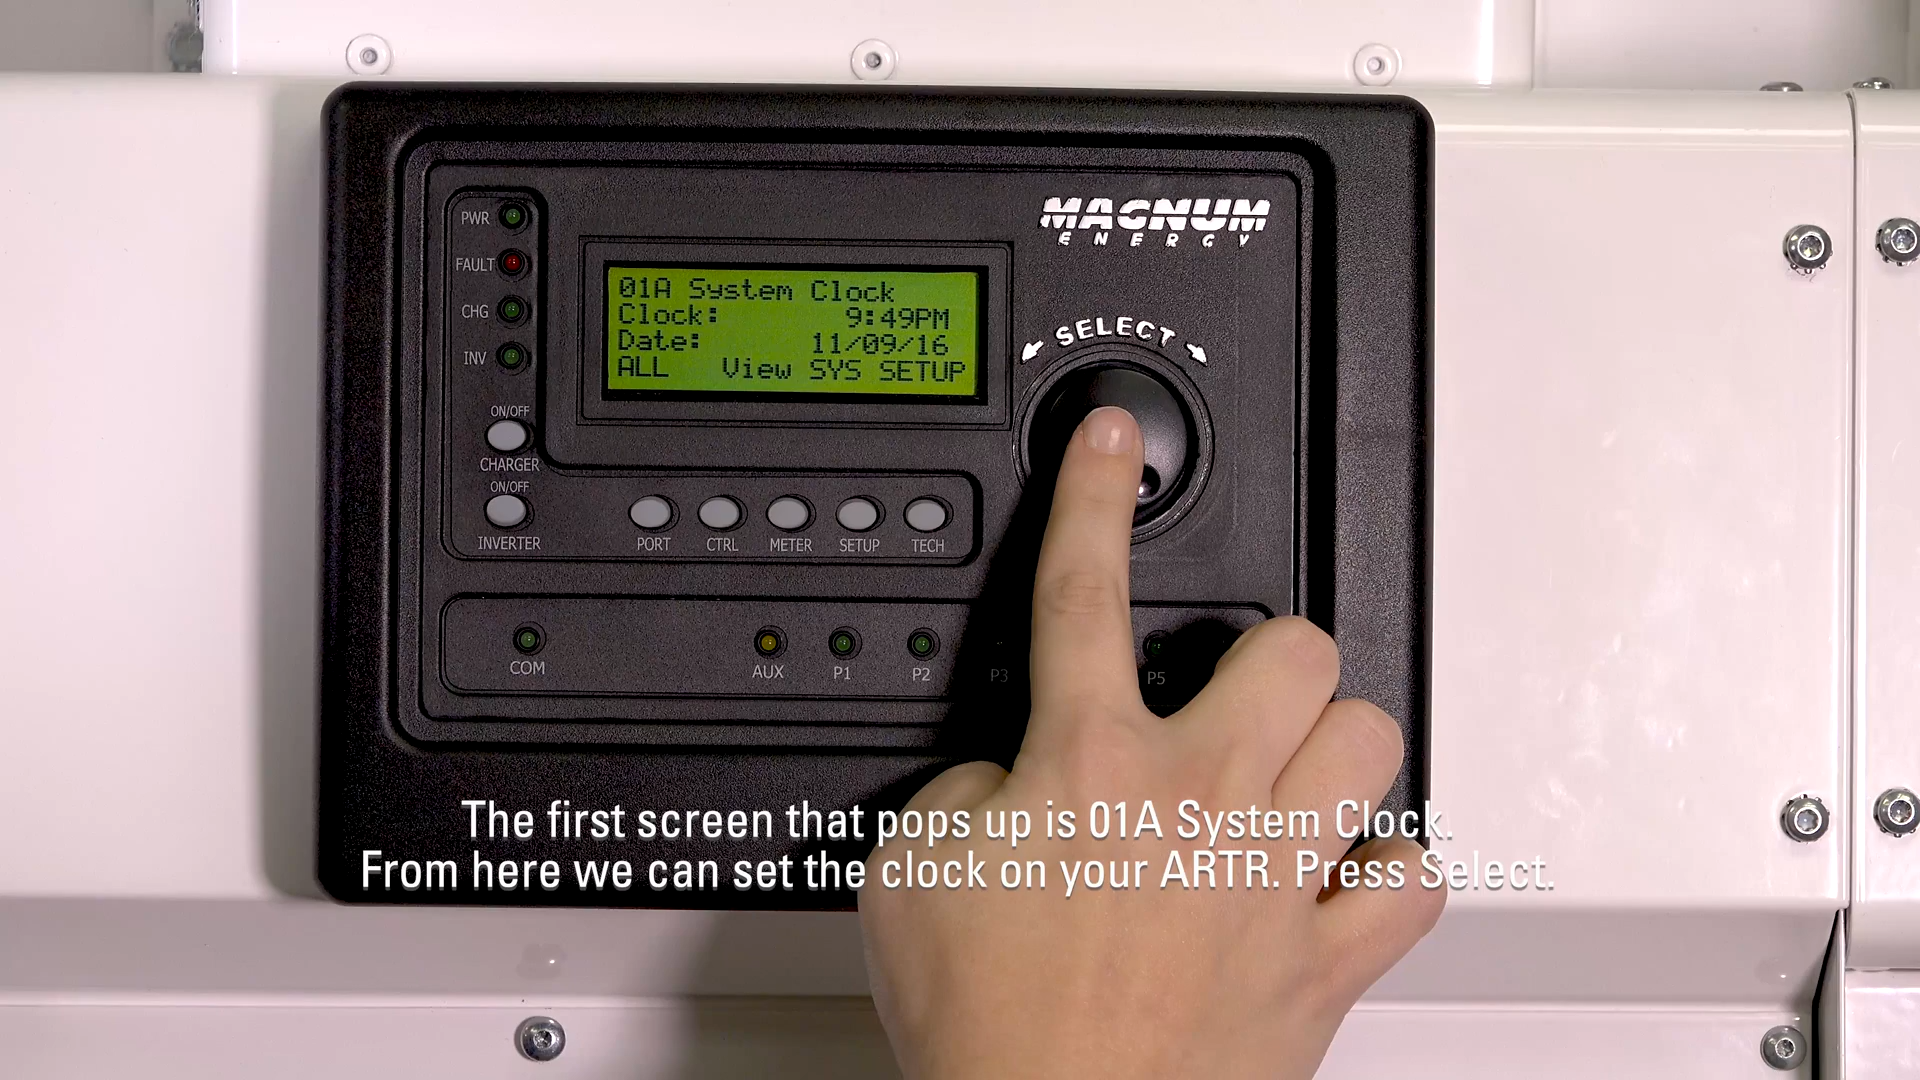 MAGNUM
ENERGY
PWR
FAULT
CHG
INV
01A System Clock
Clock: 9:49PM
Date: 11/09/16
ALL View SYS SETUP
SELECT
ON/OFF
CHARGER
ON/OFF
INVERTER
PORT CTRL METER SETUP TECH
COM AUX P1 P2 P3 P5
The first screen that pops up is 01A System Clock.
From here we can set the clock on your ARTR. Press Select.